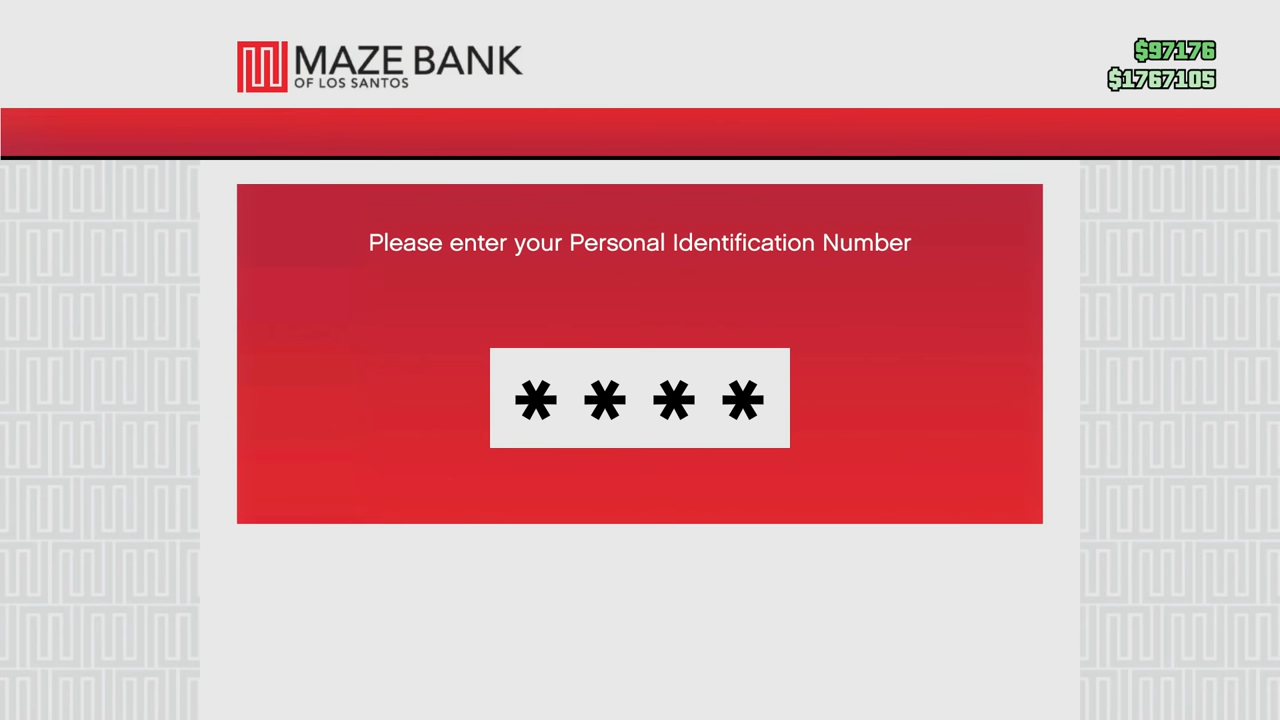 MAZE BANK
OF LOS SANTOS
$97176
$1767105
Please enter your Personal Identification Number
* * * *